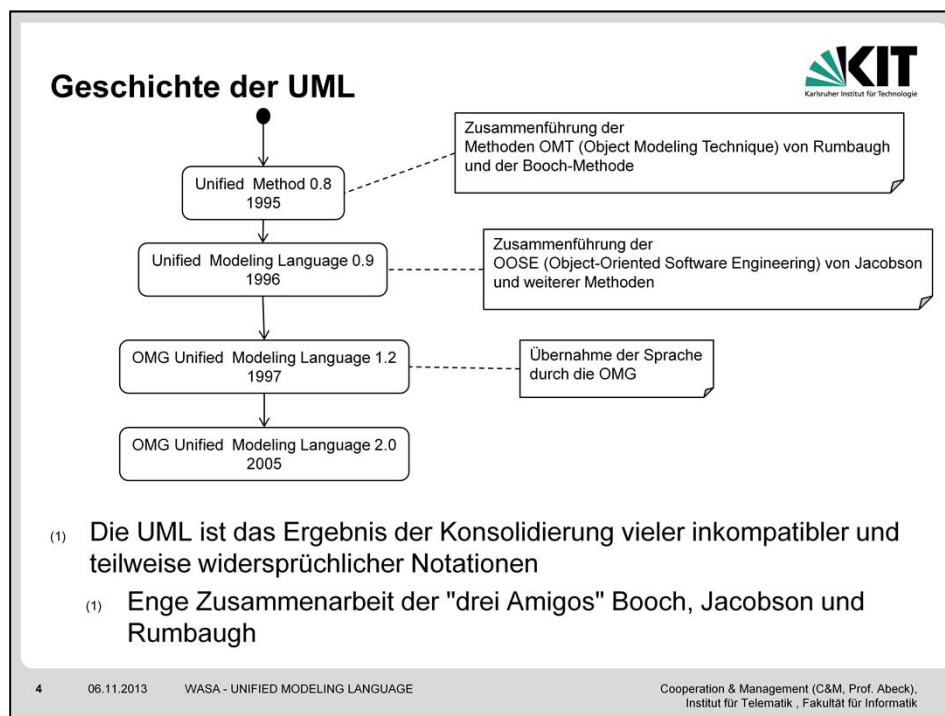 Geschichte der UML
KIT
Karlsruher Institut für Technologie
Unified Method 0.8
1995
Zusammenführung der
Methoden OMT (Object Modeling Technique) von Rumbaugh
und der Booch-Methode
Unified Modeling Language 0.9
1996
Zusammenführung der
OOSE (Object-Oriented Software Engineering) von Jacobson
und weiterer Methoden
OMG Unified Modeling Language 1.2
1997
Übernahme der Sprache
durch die OMG
OMG Unified Modeling Language 2.0
2005
(1) Die UML ist das Ergebnis der Konsolidierung vieler inkompatibler und
teilweise widersprüchlicher Notationen
(1) Enge Zusammenarbeit der "drei Amigos" Booch, Jacobson und
Rumbaugh
4 06.11.2013 WASA - UNIFIED MODELING LANGUAGE
Cooperation & Management (C&M, Prof. Abeck),
Institut für Telematik , Fakultät für Informatik